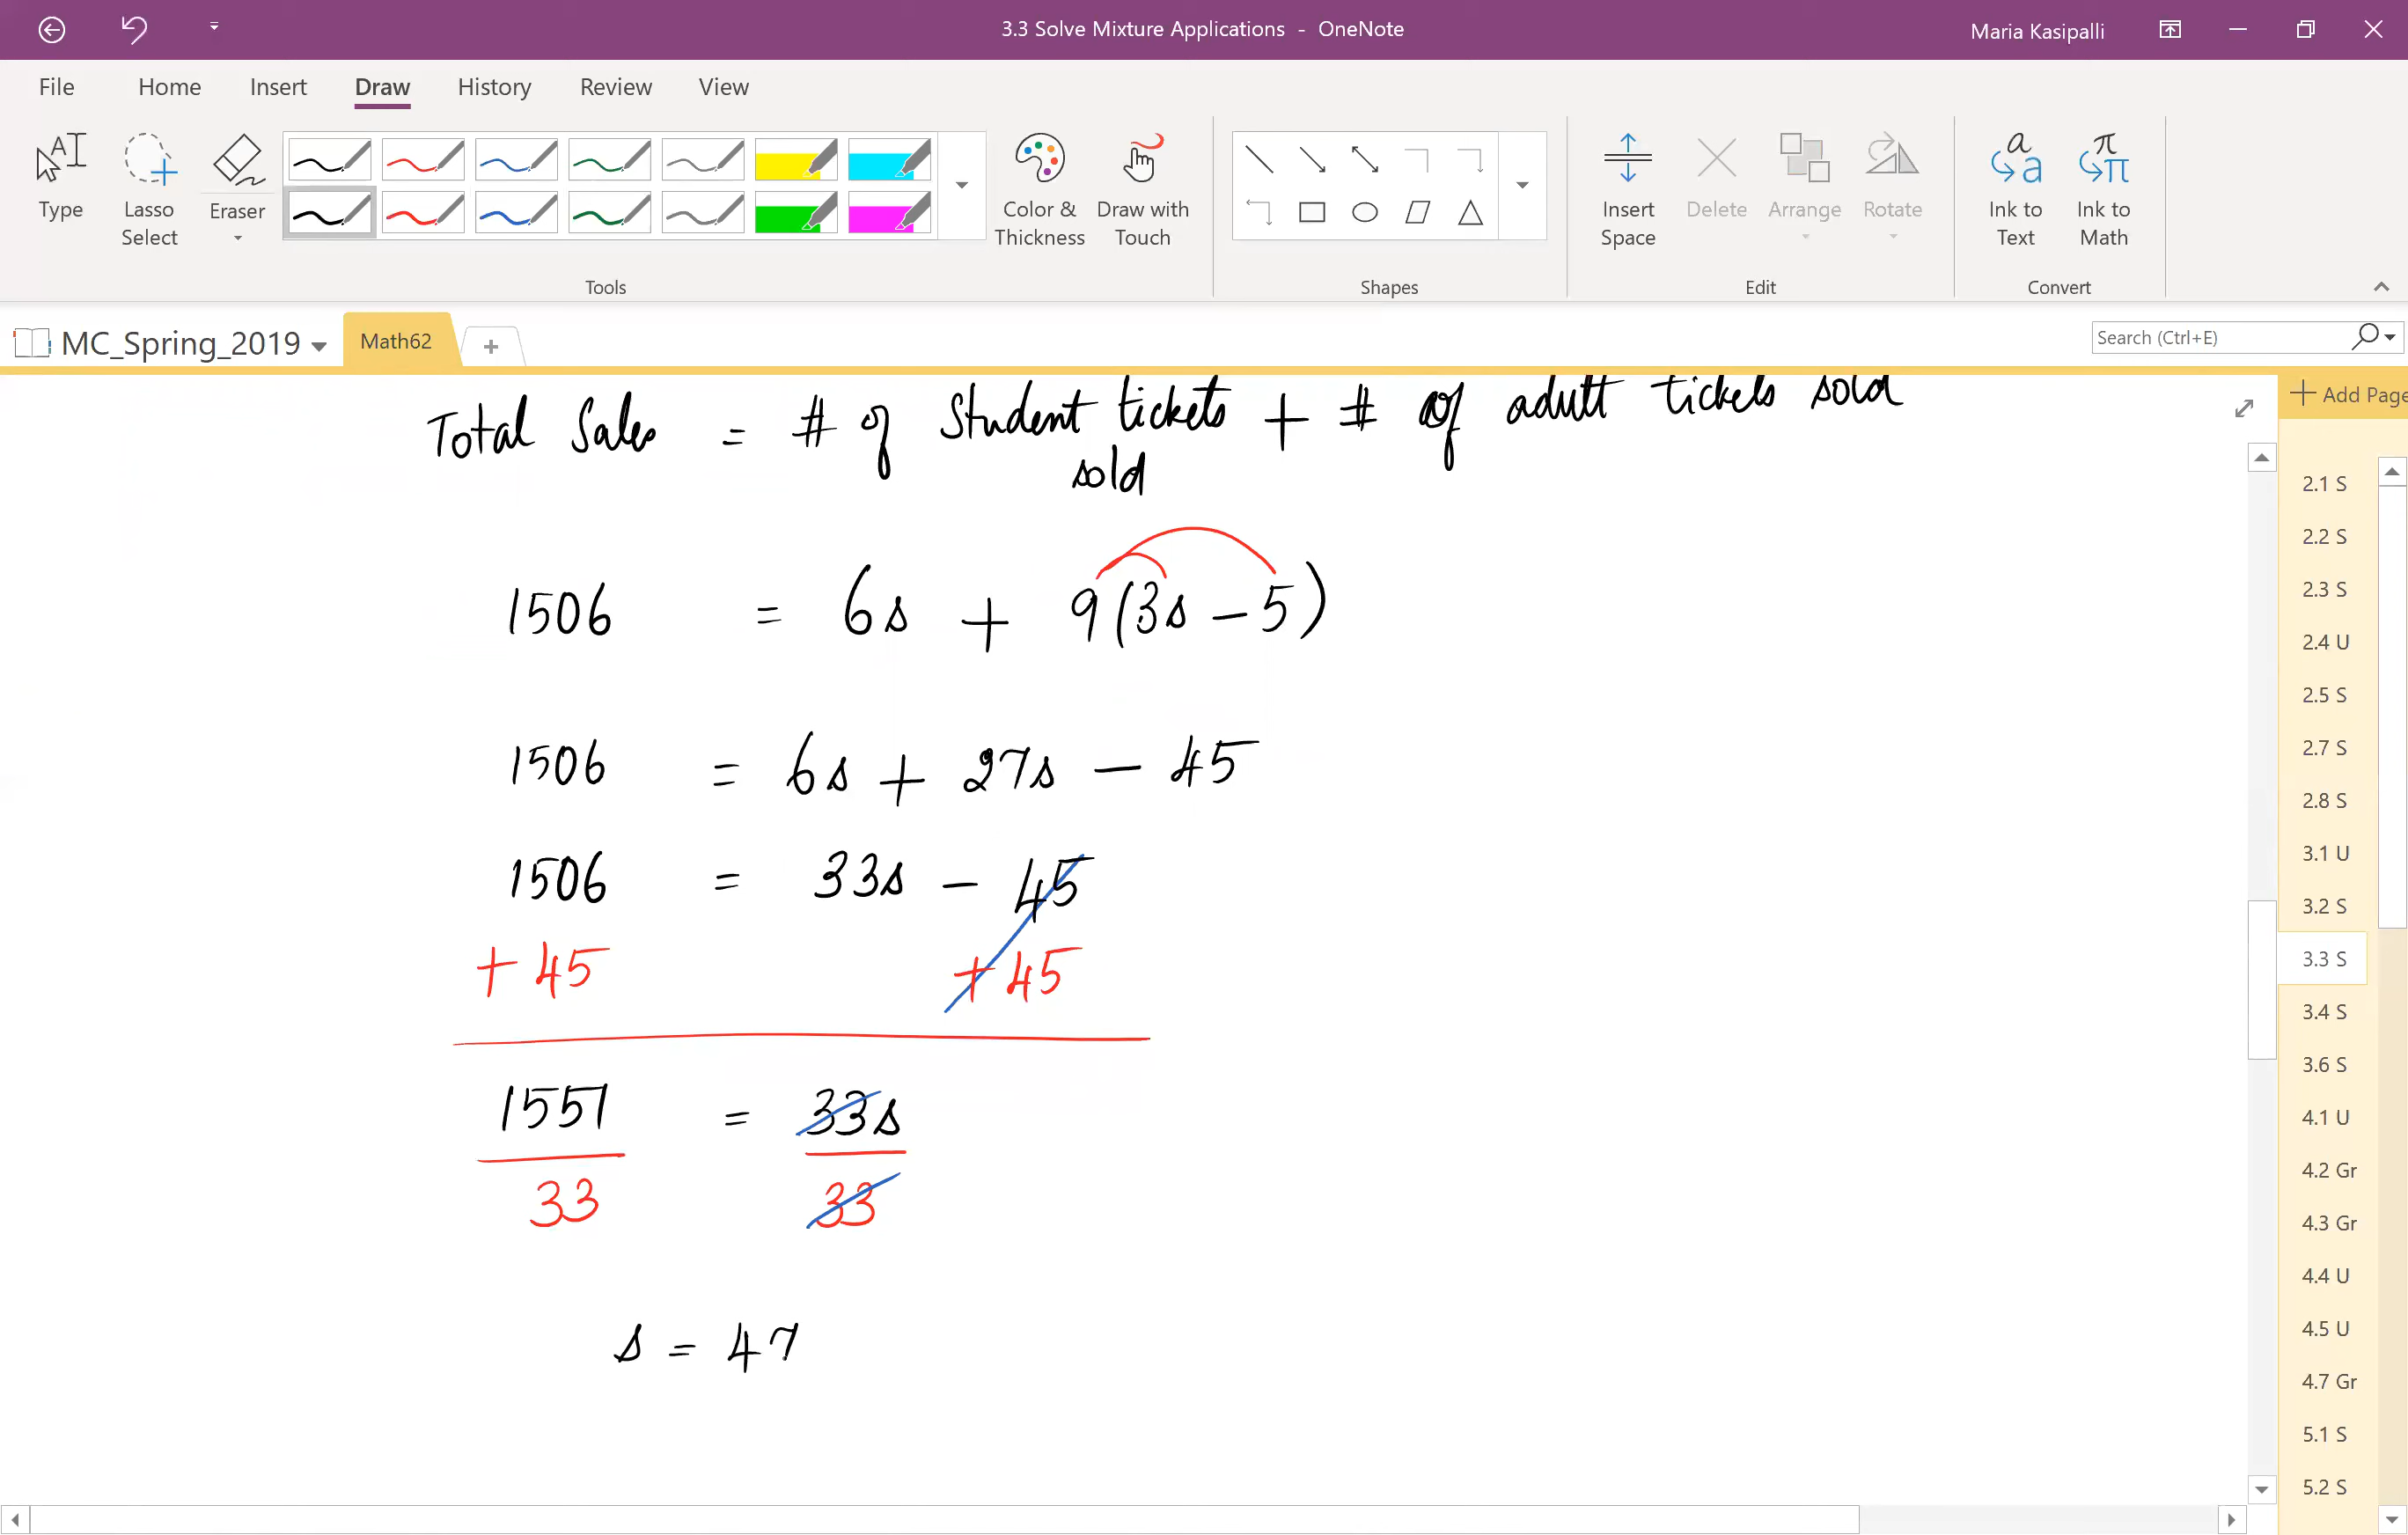 3.3 Solve Mixture Applications - OneNote
Maria Kasipalli
File Home Insert Draw History Review View
Type
Lasso Select
Eraser
Color & Thickness
Draw with Touch
Insert Space
Delete
Arrange
Rotate
Ink to Text
Ink to Math
Tools
Shapes
Edit
Convert
MC_Spring_2019
Math62
Search (Ctrl+E)
Add Page
Total Sales = # of Student tickets sold + # of adult tickets sold
1506 = 6s + 9(3s - 5)
1506 = 6s + 27s - 45
1506 = 33s - 45
+ 45 + 45
1551 = 33s
33 33
s = 47
2.1 S
2.2 S
2.3 S
2.4 U
2.5 S
2.7 S
2.8 S
3.1 U
3.2 S
3.3 S
3.4 S
3.6 S
4.1 U
4.2 Gr
4.3 Gr
4.4 U
4.5 U
4.7 Gr
5.1 S
5.2 S